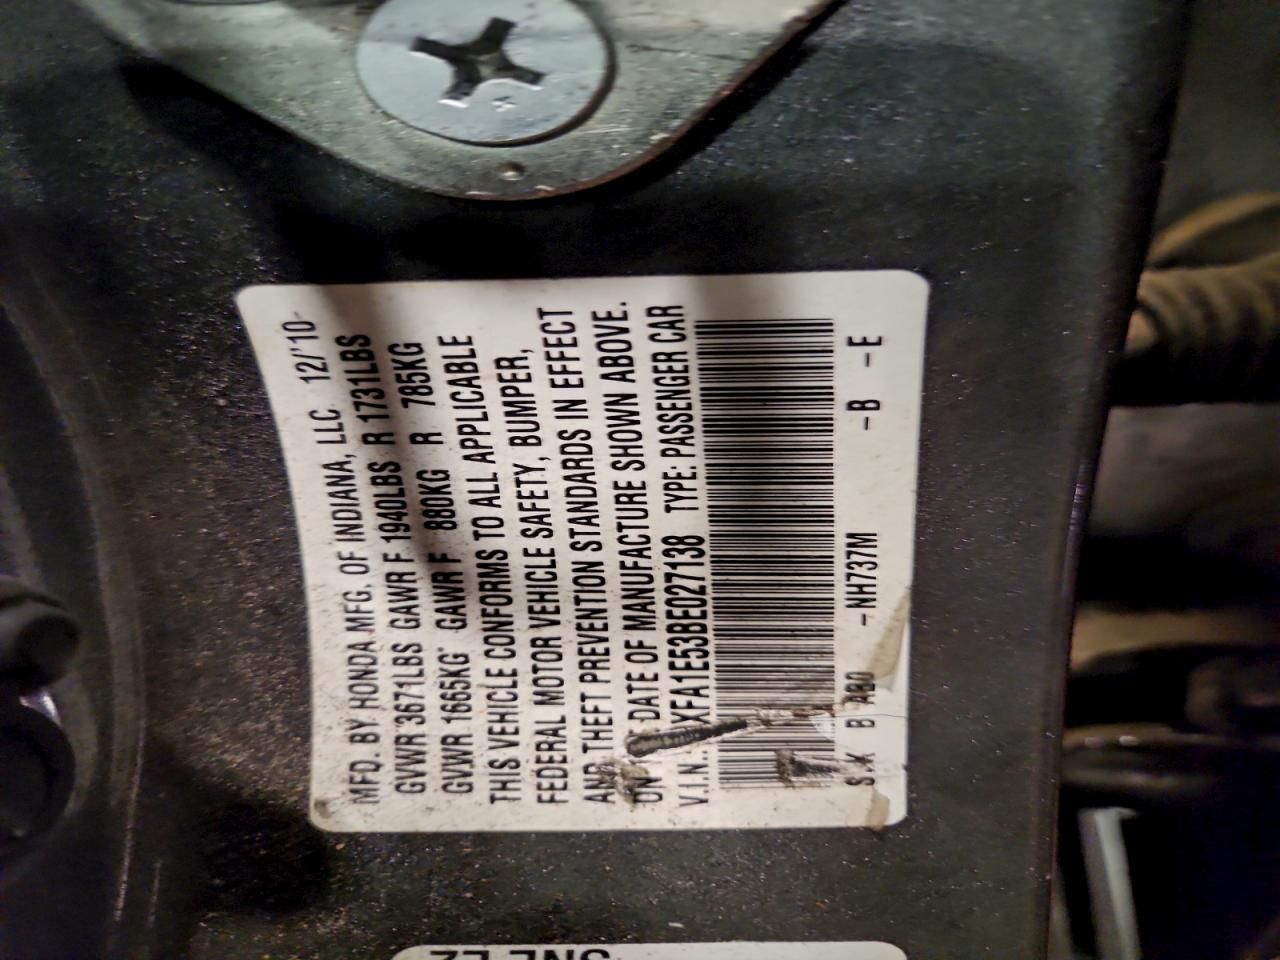 MFD. BY HONDA MFG. OF INDIANA, LLC 12/'10
GVWR 3671LBS GAWR F 1940LBS R 1731LBS
GVWR 1665KG GAWR F 880KG R 785KG
THIS VEHICLE CONFORMS TO ALL APPLICABLE
FEDERAL MOTOR VEHICLE SAFETY, BUMPER,
AND THEFT PREVENTION STANDARDS IN EFFECT
ON DATE OF MANUFACTURE SHOWN ABOVE.
V.I.N. XFA1E53BE027138 TYPE: PASSENGER CAR
S K B AB0 -NH737M -B -E